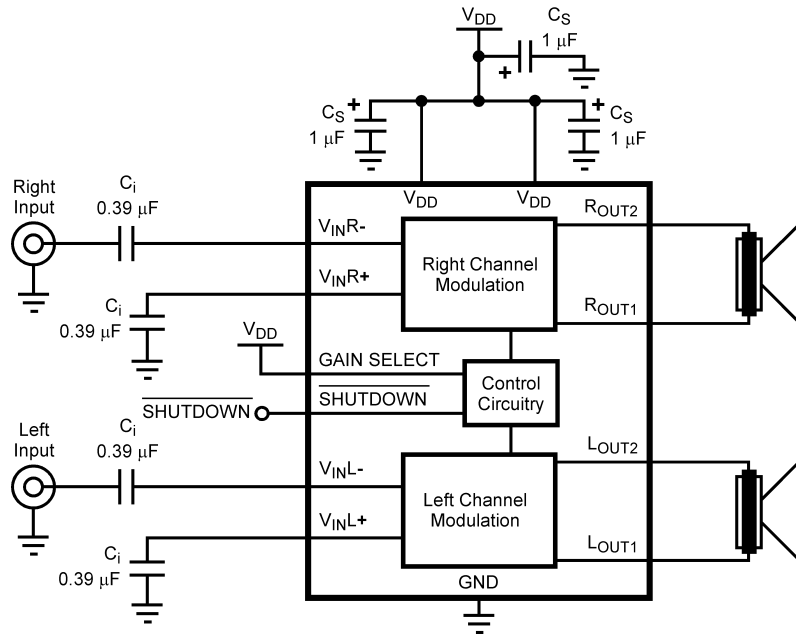 VDD
CS
1 µF
+
+
CS
1 µF
+
CS
1 µF
VDD
VDD
Right
Input
Ci
0.39 µF
VINR-
ROUT2
Right Channel
Modulation
VINR+
Ci
0.39 µF
ROUT1
VDD
GAIN SELECT
SHUTDOWN
SHUTDOWN
Control
Circuitry
Left
Input
Ci
0.39 µF
VINL-
LOUT2
Left Channel
Modulation
VINL+
Ci
0.39 µF
LOUT1
GND